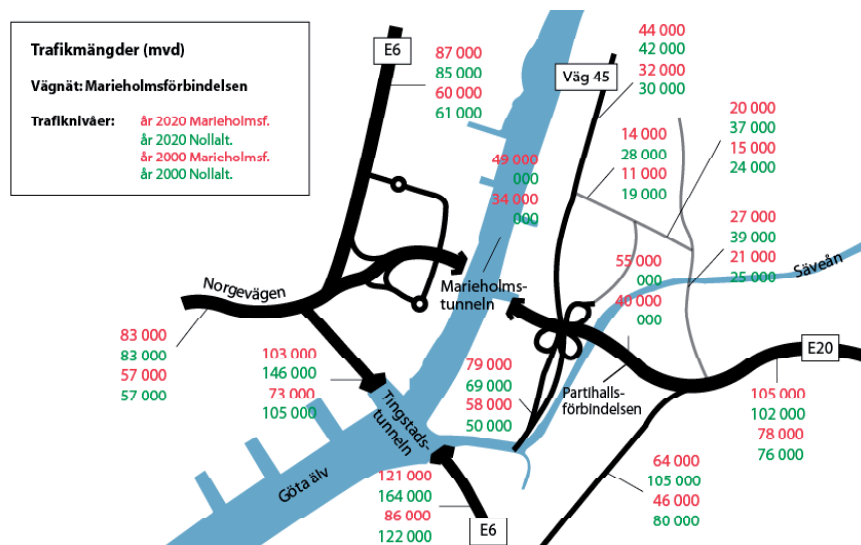 Trafikmängder (mvd)
Vägnät: Marieholmsförbindelsen
Trafiknivåer: år 2020 Marieholmsf.
år 2020 Nollalt.
år 2000 Marieholmsf.
år 2000 Nollalt.
E6
87 000
85 000
60 000
61 000
44 000
42 000
32 000
30 000
Väg 45
20 000
37 000
15 000
24 000
14 000
28 000
11 000
19 000
49 000
000
34 000
000
27 000
39 000
21 000
25 000
55 000
000
40 000
000
Säveån
Norgevägen
Marieholms-
tunneln
83 000
83 000
57 000
57 000
103 000
146 000
73 000
105 000
79 000
69 000
58 000
50 000
Partihalls-
förbindelsen
E20
105 000
102 000
78 000
76 000
Tingstads-
tunneln
Göta älv
121 000
164 000
86 000
122 000
E6
64 000
105 000
46 000
80 000